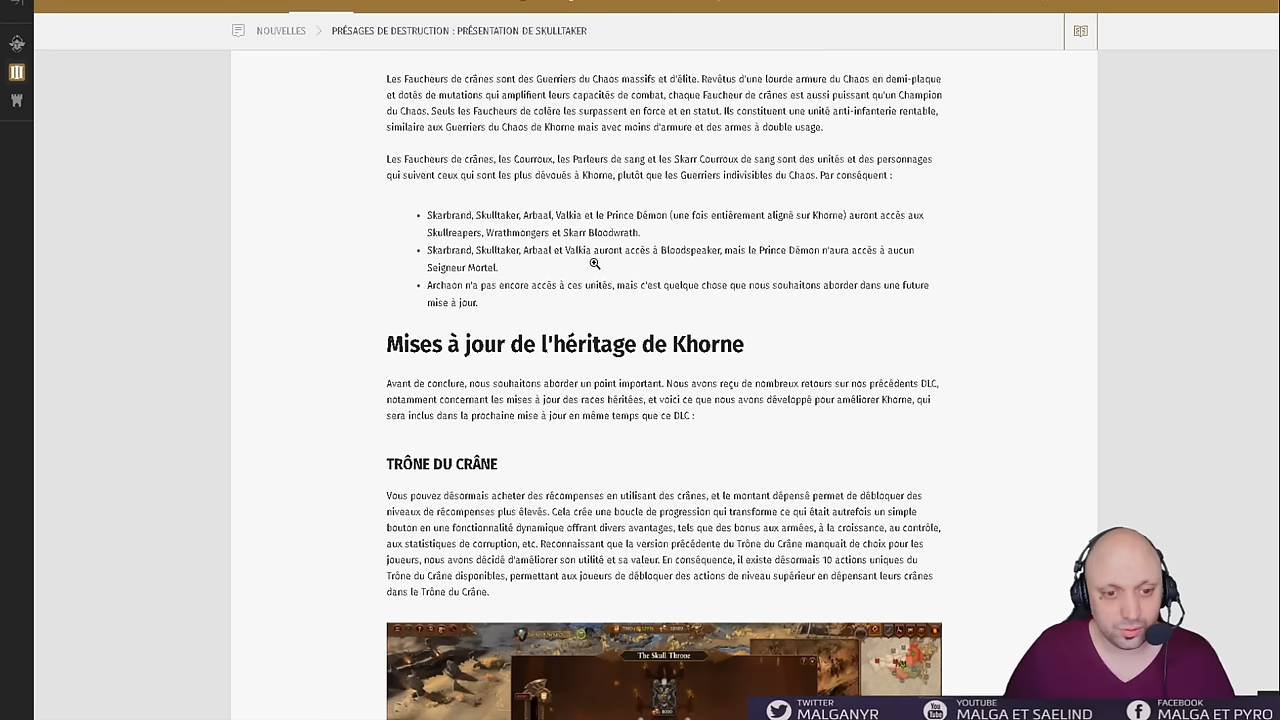 NOUVELLES > PRÉSAGES DE DESTRUCTION : PRÉSENTATION DE SKULLTAKER
Les Faucheurs de crânes sont des Guerriers du Chaos massifs et d'élite. Revêtus d'une lourde armure du Chaos en demi-plaque
et dotés de mutations qui amplifient leurs capacités de combat, chaque Faucheur de crânes est aussi puissant qu'un Champion
du Chaos. Seuls les Faucheurs de colère les surpassent en force et en statut. Ils constituent une unité anti-infanterie rentable,
similaire aux Guerriers du Chaos de Khorne mais avec moins d'armure et des armes à double usage.
Les Faucheurs de crânes, les Courroux, les Parleurs de sang et les Skarr Courroux de sang sont des unités et des personnages
qui suivent ceux qui sont les plus dévoués à Khorne, plutôt que les Guerriers indivisibles du Chaos. Par conséquent :
• Skarbrand, Skulltaker, Arbaal, Valkia et le Prince Démon (une fois entièrement aligné sur Khorne) auront accès aux
Skullreapers, Wrathmongers et Skarr Bloodwrath.
• Skarbrand, Skulltaker, Arbaal et Valkia auront accès à Bloodspeaker, mais le Prince Démon n'aura accès à aucun
Seigneur Mortel.
• Archaon n'a pas encore accès à ces unités, mais c'est quelque chose que nous souhaitons aborder dans une future
mise à jour.
Mises à jour de l'héritage de Khorne
Avant de conclure, nous souhaitons aborder un point important. Nous avons reçu de nombreux retours sur nos précédents DLC,
notamment concernant les mises à jour des races héritées, et voici ce que nous avons développé pour améliorer Khorne, qui
sera inclus dans la prochaine mise à jour en même temps que ce DLC :
TRÔNE DU CRÂNE
Vous pouvez désormais acheter des récompenses en utilisant des crânes, et le montant dépensé permet de débloquer des
niveaux de récompenses plus élevés. Cela crée une boucle de progression qui transforme ce qui était autrefois un simple
bouton en une fonctionnalité dynamique offrant divers avantages, tels que des bonus aux armées, à la croissance, au contrôle,
aux statistiques de corruption, etc. Reconnaissant que la version précédente du Trône du Crâne manquait de choix pour les
joueurs, nous avons décidé d'améliorer son utilité et sa valeur. En conséquence, il existe désormais 10 actions uniques du
Trône du Crâne disponibles, permettant aux joueurs de débloquer des actions de niveau supérieur en dépensant leurs crânes
dans le Trône du Crâne.
The Skull Throne
TWITTER
MALGANYR
YOUTUBE
MALGA ET SAELIND
FACEBOOK
MALGA ET PYRO